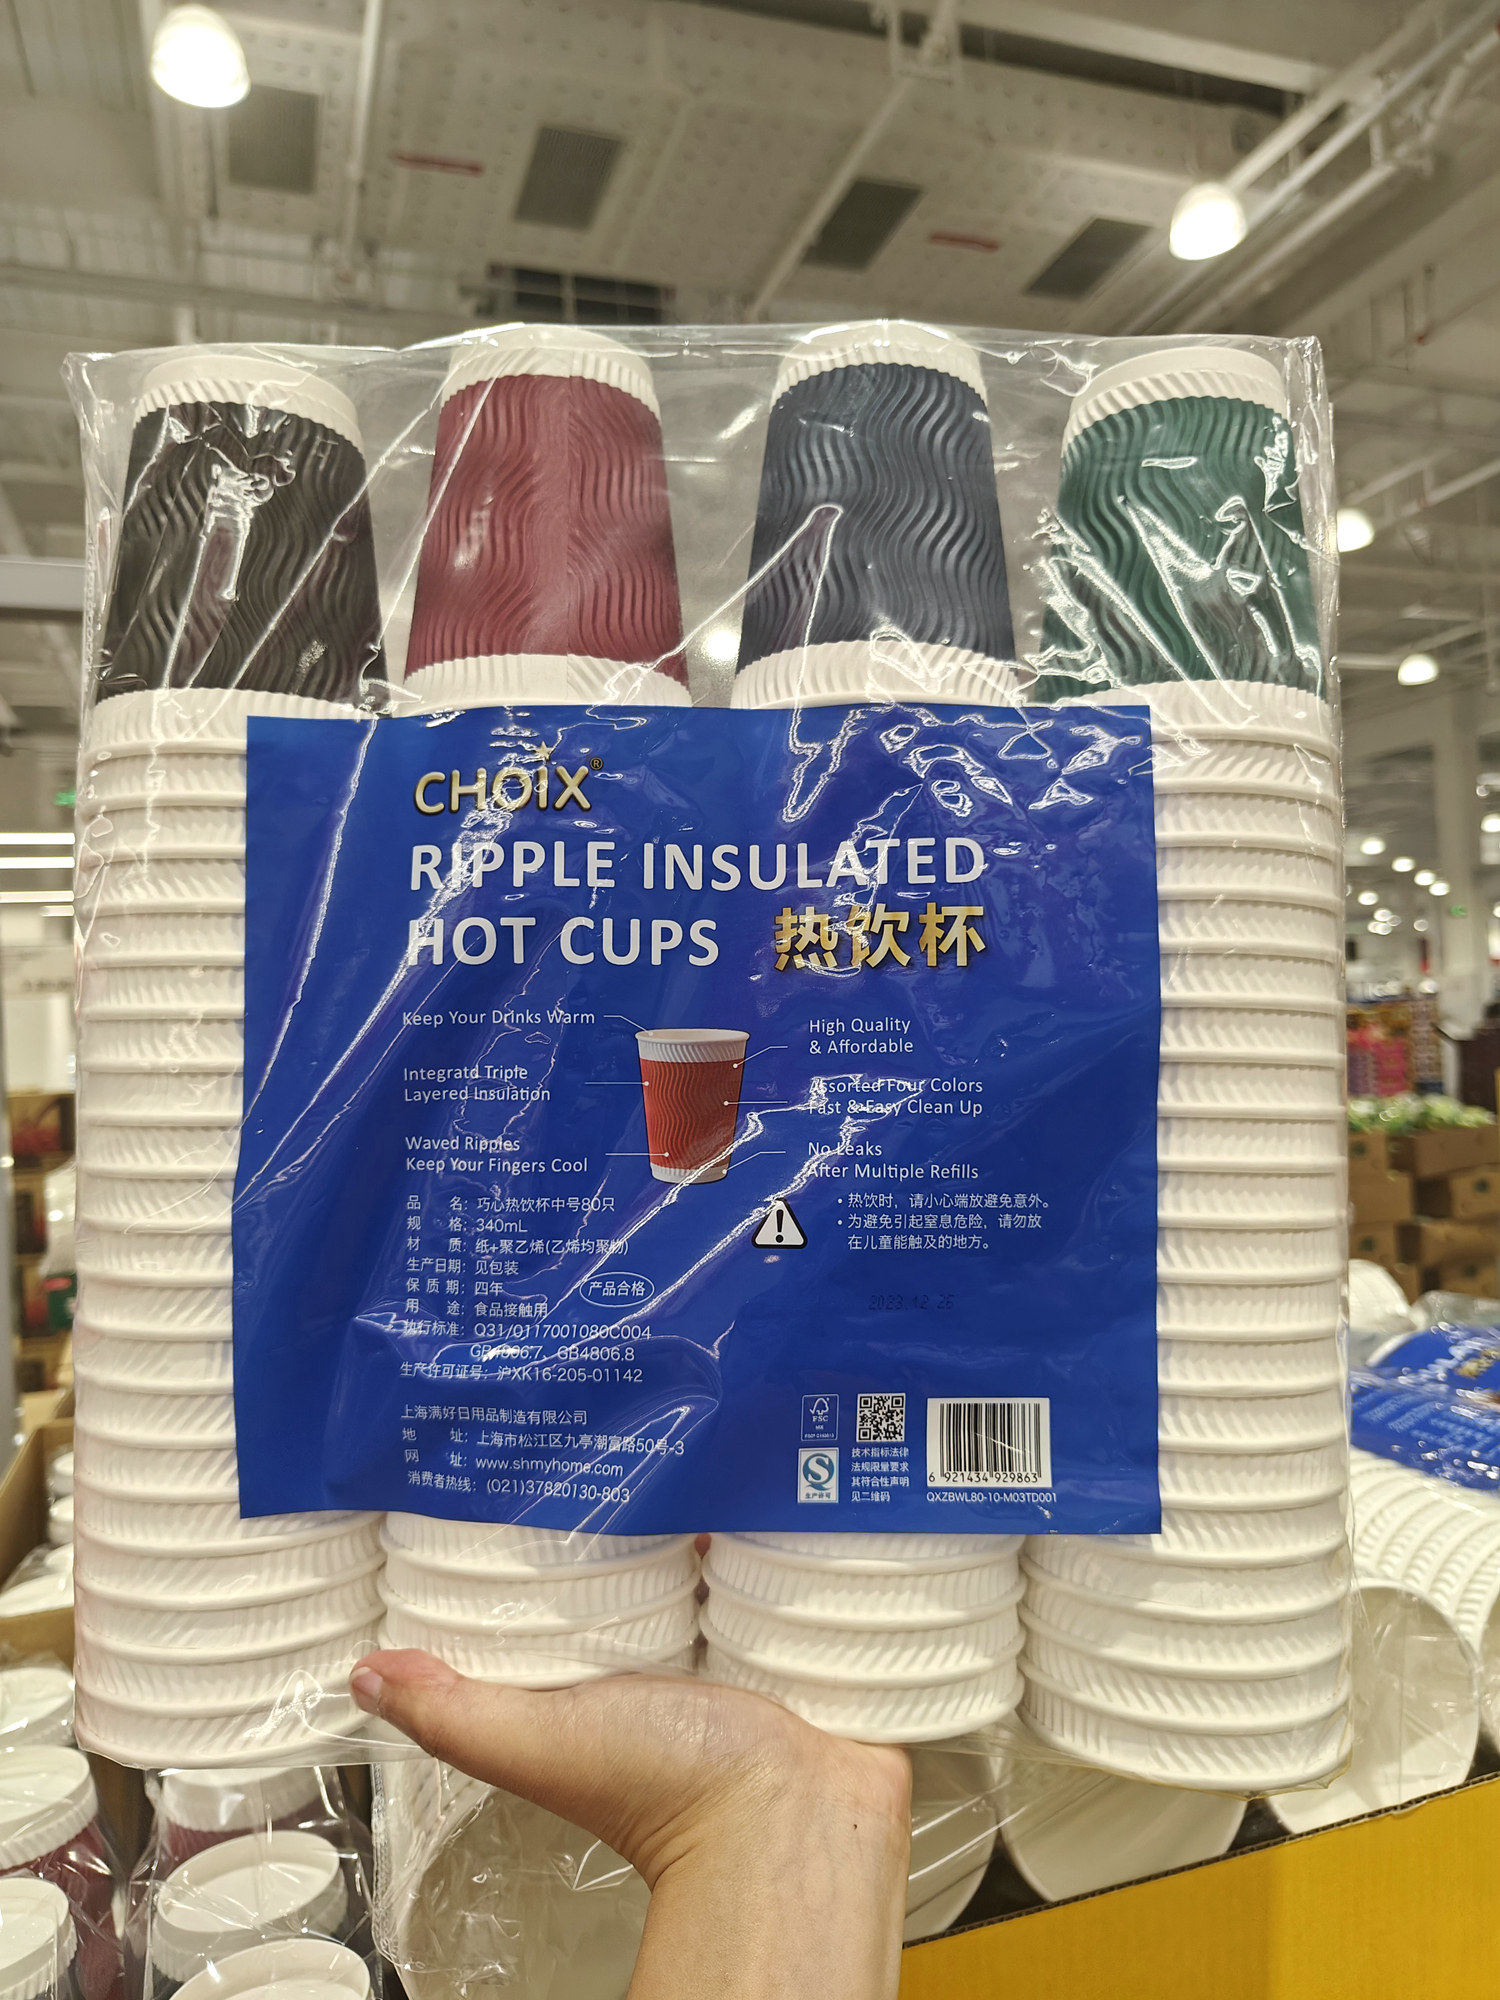 CHOIX®
RIPPLE INSULATED
HOT CUPS 热饮杯
Keep Your Drinks Warm
Integratd Triple
Layered Insulation
Waved Ripples
Keep Your Fingers Cool
High Quality
& Affordable
Assorted Four Colors
Fast & Easy Clean Up
No Leaks
After Multiple Refills
品 名：巧心热饮杯中号80只
规 格：340mL
材 质：纸+聚乙烯(乙烯均聚物)
生产日期：见包装
保 质 期：四年
产品合格
用 途：食品接触用
执行标准：Q31/0117001080C004
GB4806.7、GB4806.8
生产许可证号：沪XK16-205-01142
• 热饮时，请小心端放避免意外。
• 为避免引起窒息危险，请勿放
在儿童能触及的地方。
2023.12.26
上海满好日用品制造有限公司
地 址：上海市松江区九亭潮富路50号-3
网 址：www.shmyhome.com
消费者热线：(021)37820130-803
FSC
MIX
生产许可
技术指标法律
法规限量要求
其符合性声明
见二维码
6 921434 929863
QXZBWL80-10-M03TD001